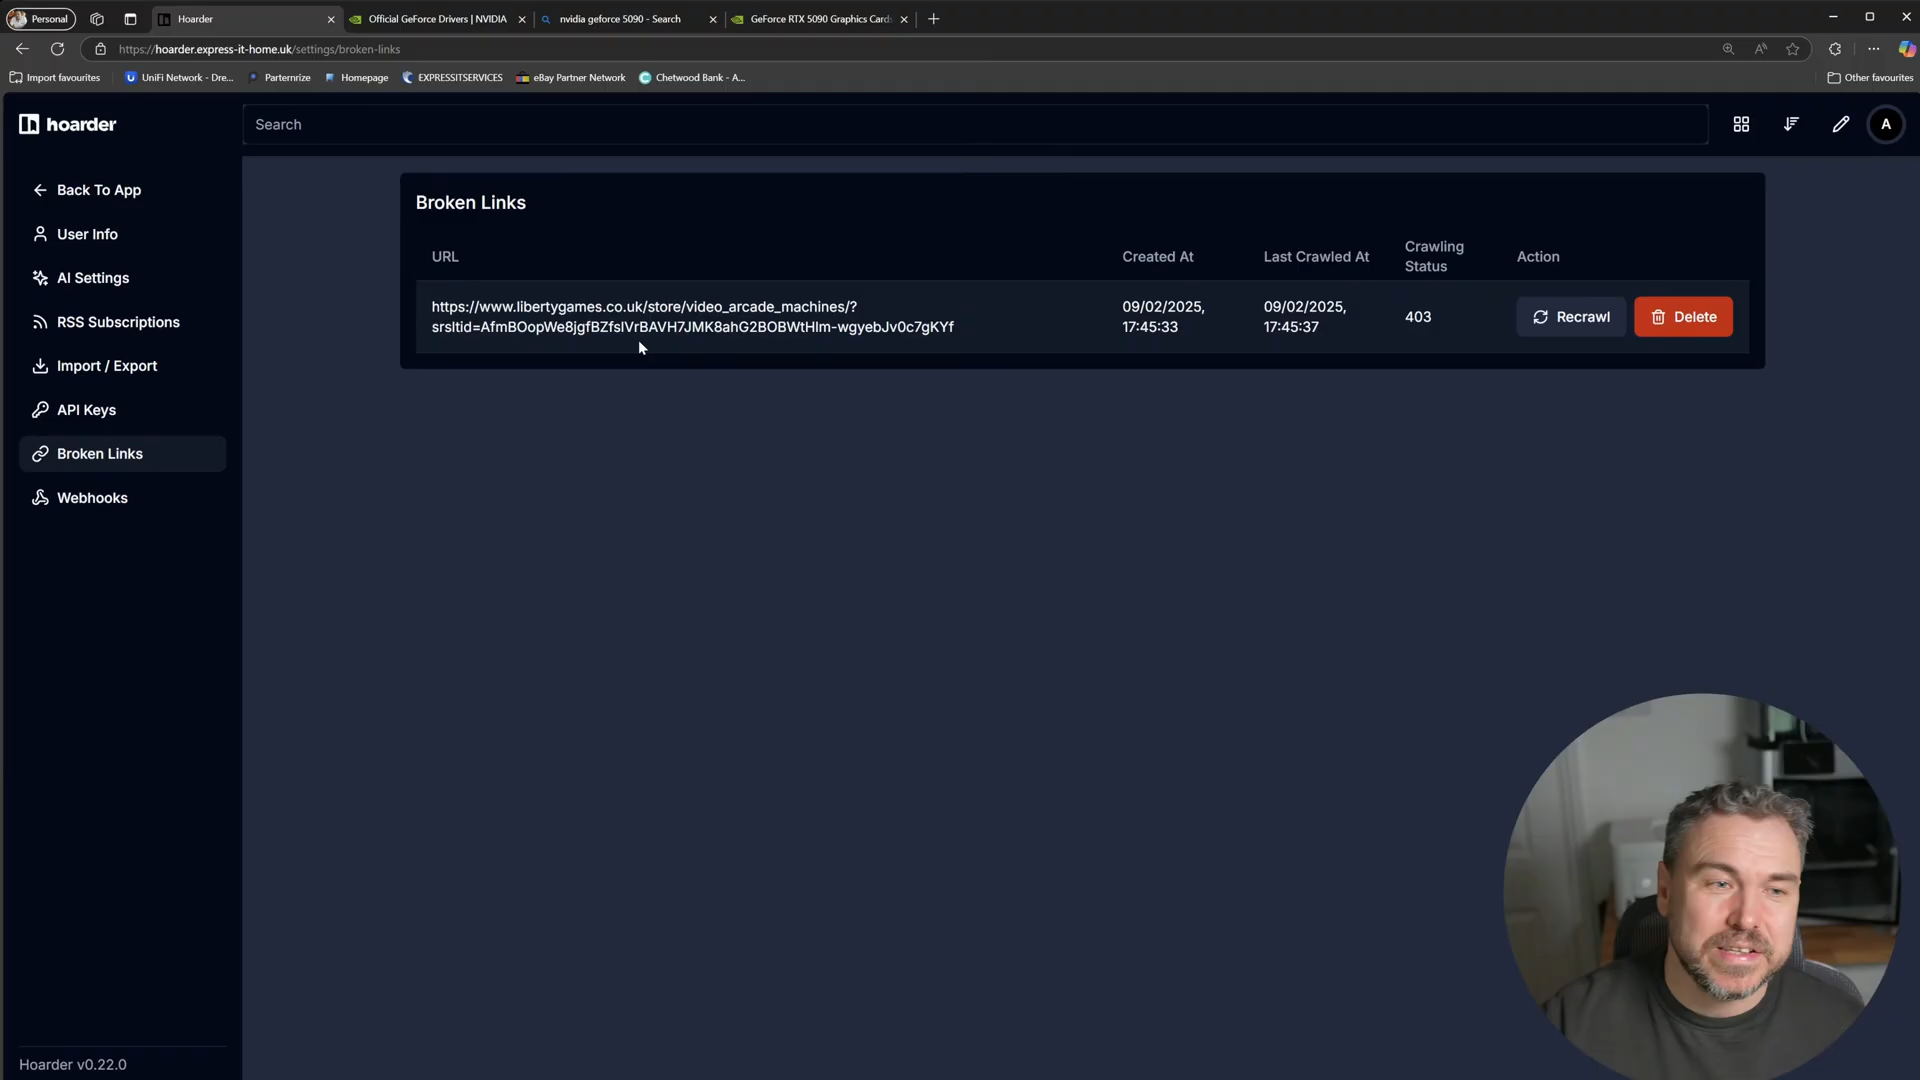 Personal
Hoarder
Official GeForce Drivers | NVIDIA
nvidia geforce 5090 - Search
GeForce RTX 5090 Graphics Cards
https://hoarder.express-it-home.uk/settings/broken-links
Import favourites
UniFi Network - Dre...
Parternrize
Homepage
EXPRESSITSERVICES
eBay Partner Network
Chetwood Bank - A...
Other favourites
hoarder
Search
A
Back To App
User Info
AI Settings
RSS Subscriptions
Import / Export
API Keys
Broken Links
Webhooks
Hoarder v0.22.0
Broken Links
URL
Created At
Last Crawled At
Crawling
Status
Action
https://www.libertygames.co.uk/store/video_arcade_machines/?
srsltid=AfmBOopWe8jgfBZfsIVrBAVH7JMK8ahG2BOBWtHlm-wgyebJv0c7gKYf
09/02/2025,
17:45:33
09/02/2025,
17:45:37
403
Recrawl
Delete